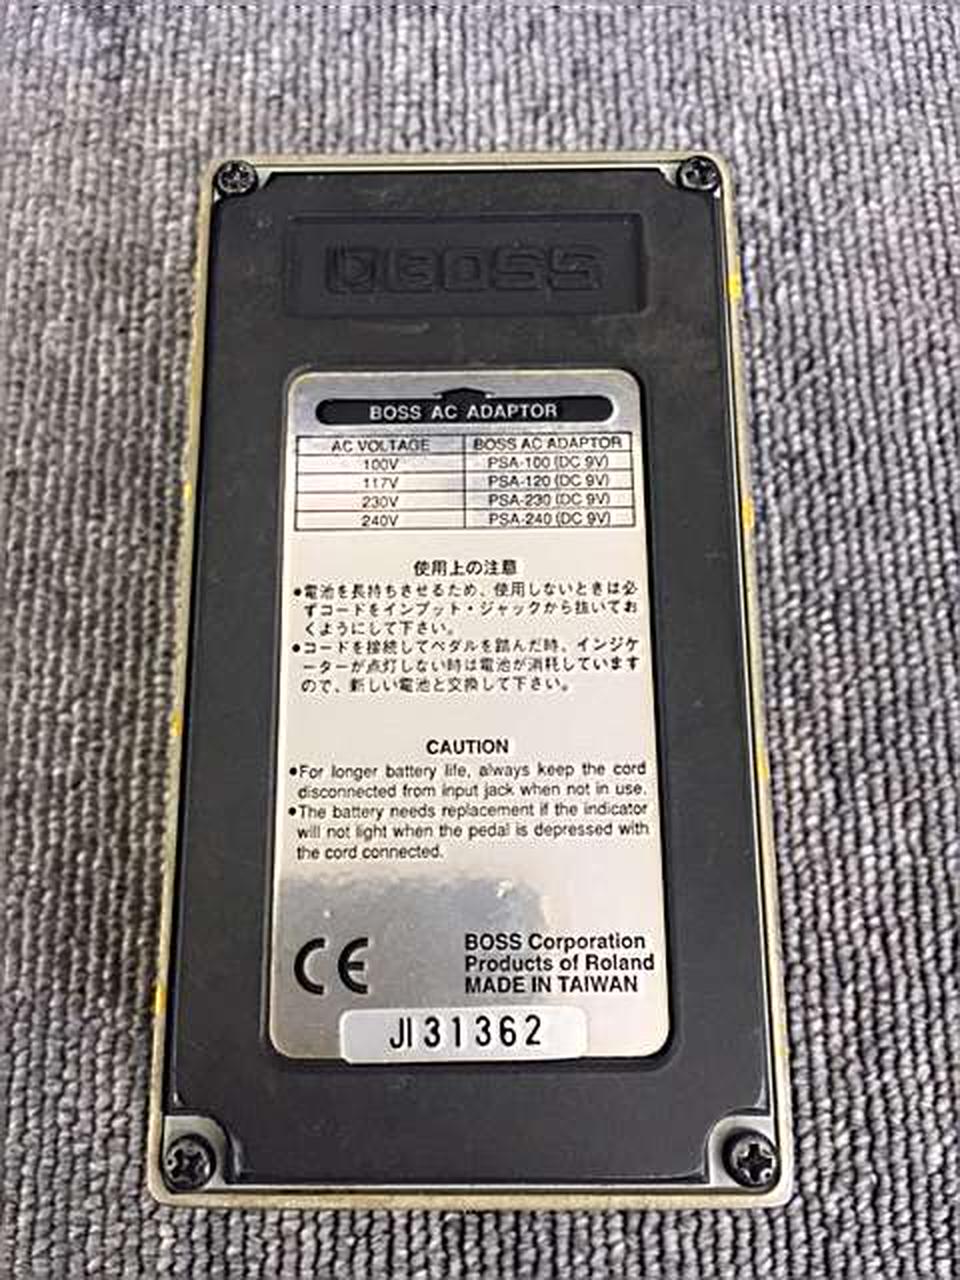 BOSS
BOSS AC ADAPTOR
AC VOLTAGE BOSS AC ADAPTOR
100V PSA-100 (DC 9V)
117V PSA-120 (DC 9V)
230V PSA-230 (DC 9V)
240V PSA-240 (DC 9V)
使用上の注意
●電池を長持ちさせるため、使用しないときは必
ずコードをインプット・ジャックから抜いてお
くようにして下さい。
●コードを接続してペダルを踏んだ時、インジケ
ーターが点灯しない時は電池が消耗しています
ので、新しい電池と交換して下さい。
CAUTION
●For longer battery life, always keep the cord
disconnected from input jack when not in use.
●The battery needs replacement if the indicator
will not light when the pedal is depressed with
the cord connected.
CE
BOSS Corporation
Products of Roland
MADE IN TAIWAN
JI31362